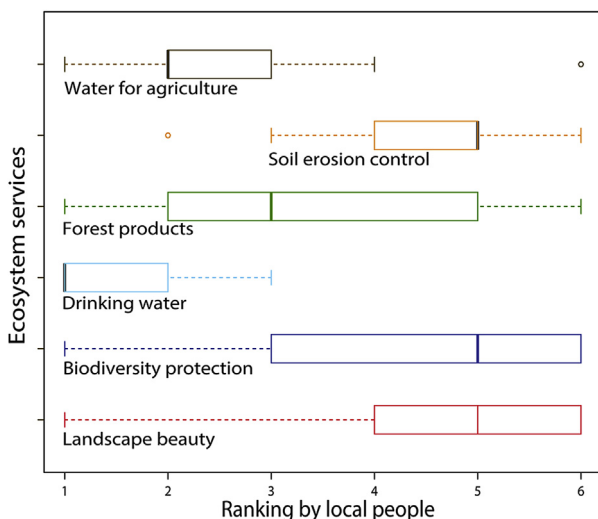 Water for agriculture
Soil erosion control
Forest products
Drinking water
Biodiversity protection
Landscape beauty
Ecosystem services
1 2 3 4 5 6
Ranking by local people